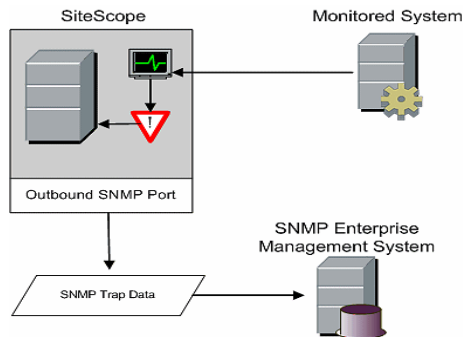 SiteScope
Monitored System
!
Outbound SNMP Port
SNMP Enterprise
Management System
SNMP Trap Data